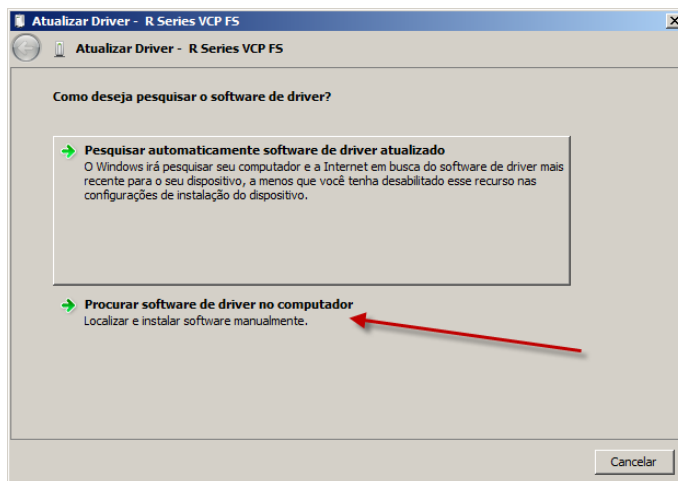 Atualizar Driver - R Series VCP FS
Atualizar Driver - R Series VCP FS
Como deseja pesquisar o software de driver?
Pesquisar automaticamente software de driver atualizado
O Windows irá pesquisar seu computador e a Internet em busca do software de driver mais
recente para o seu dispositivo, a menos que você tenha desabilitado esse recurso nas
configurações de instalação do dispositivo.
Procurar software de driver no computador
Localizar e instalar software manualmente.
Cancelar